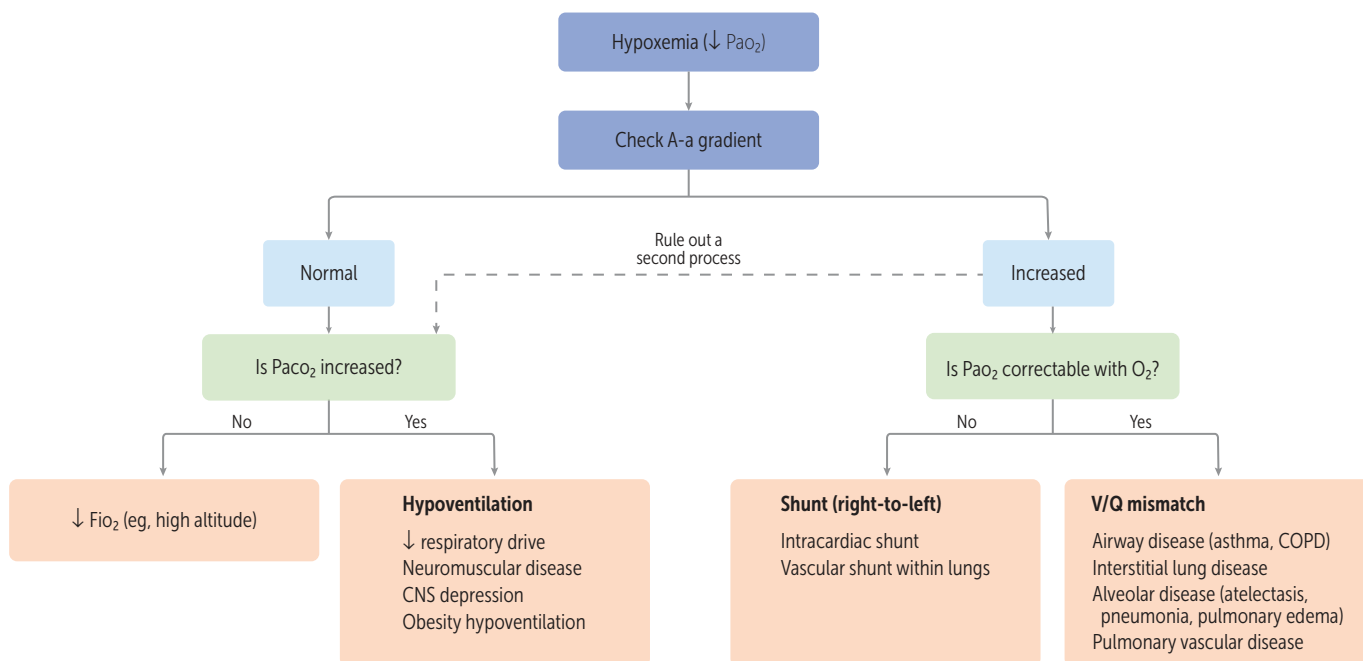 Hypoxemia (↓ Pao₂)
Check A-a gradient
Rule out a
second process
Normal
Increased
Is Paco₂ increased?
Is Pao₂ correctable with O₂?
No
Yes
No
Yes
↓ Fio₂ (eg, high altitude)
Hypoventilation
↓ respiratory drive
Neuromuscular disease
CNS depression
Obesity hypoventilation
Shunt (right-to-left)
Intracardiac shunt
Vascular shunt within lungs
V/Q mismatch
Airway disease (asthma, COPD)
Interstitial lung disease
Alveolar disease (atelectasis,
pneumonia, pulmonary edema)
Pulmonary vascular disease